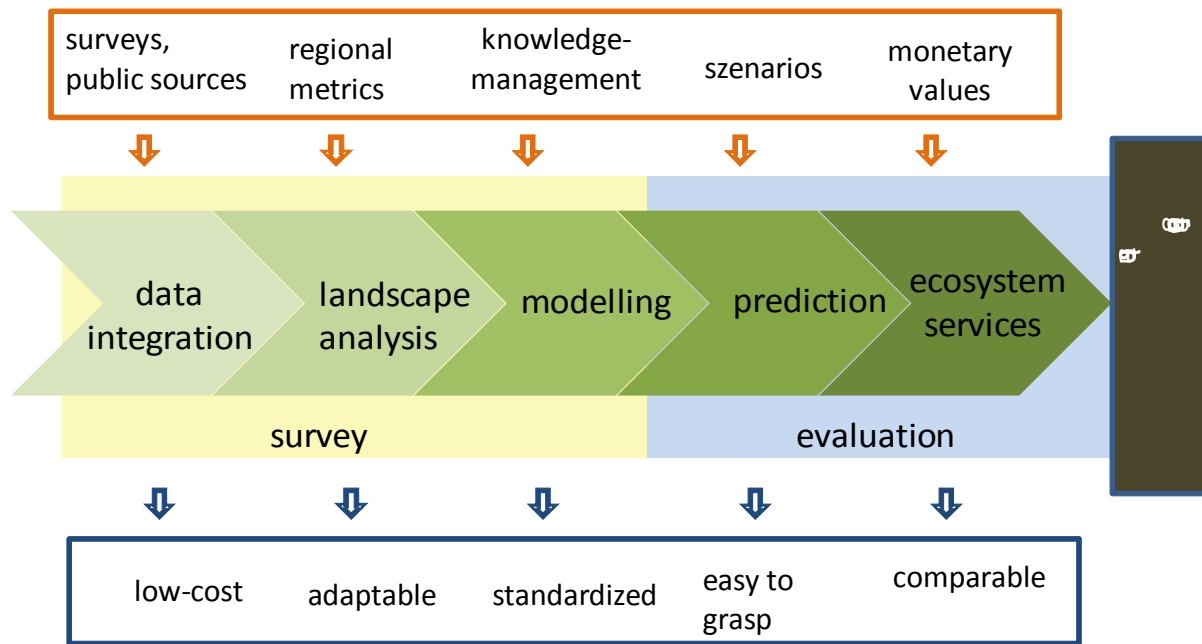 surveys,
public sources
regional
metrics
knowledge-
management
szenarios
monetary
values
data
integration
landscape
analysis
modelling
prediction
ecosystem
services
survey
evaluation
low-cost
adaptable
standardized
easy to
grasp
comparable